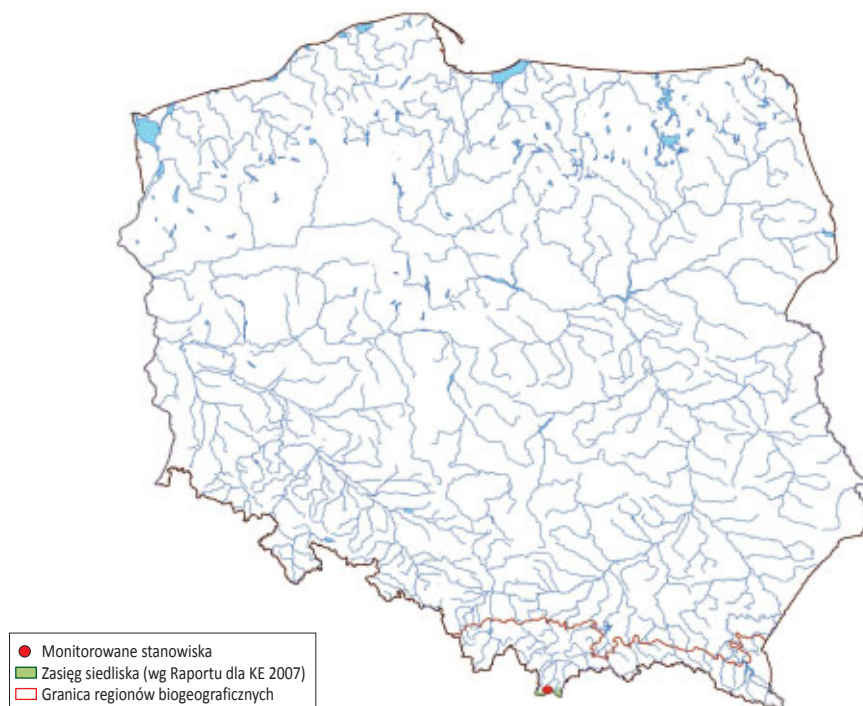 Monitorowane stanowiska
Zasięg siedliska (wg Raportu dla KE 2007)
Granica regionów biogeograficznych